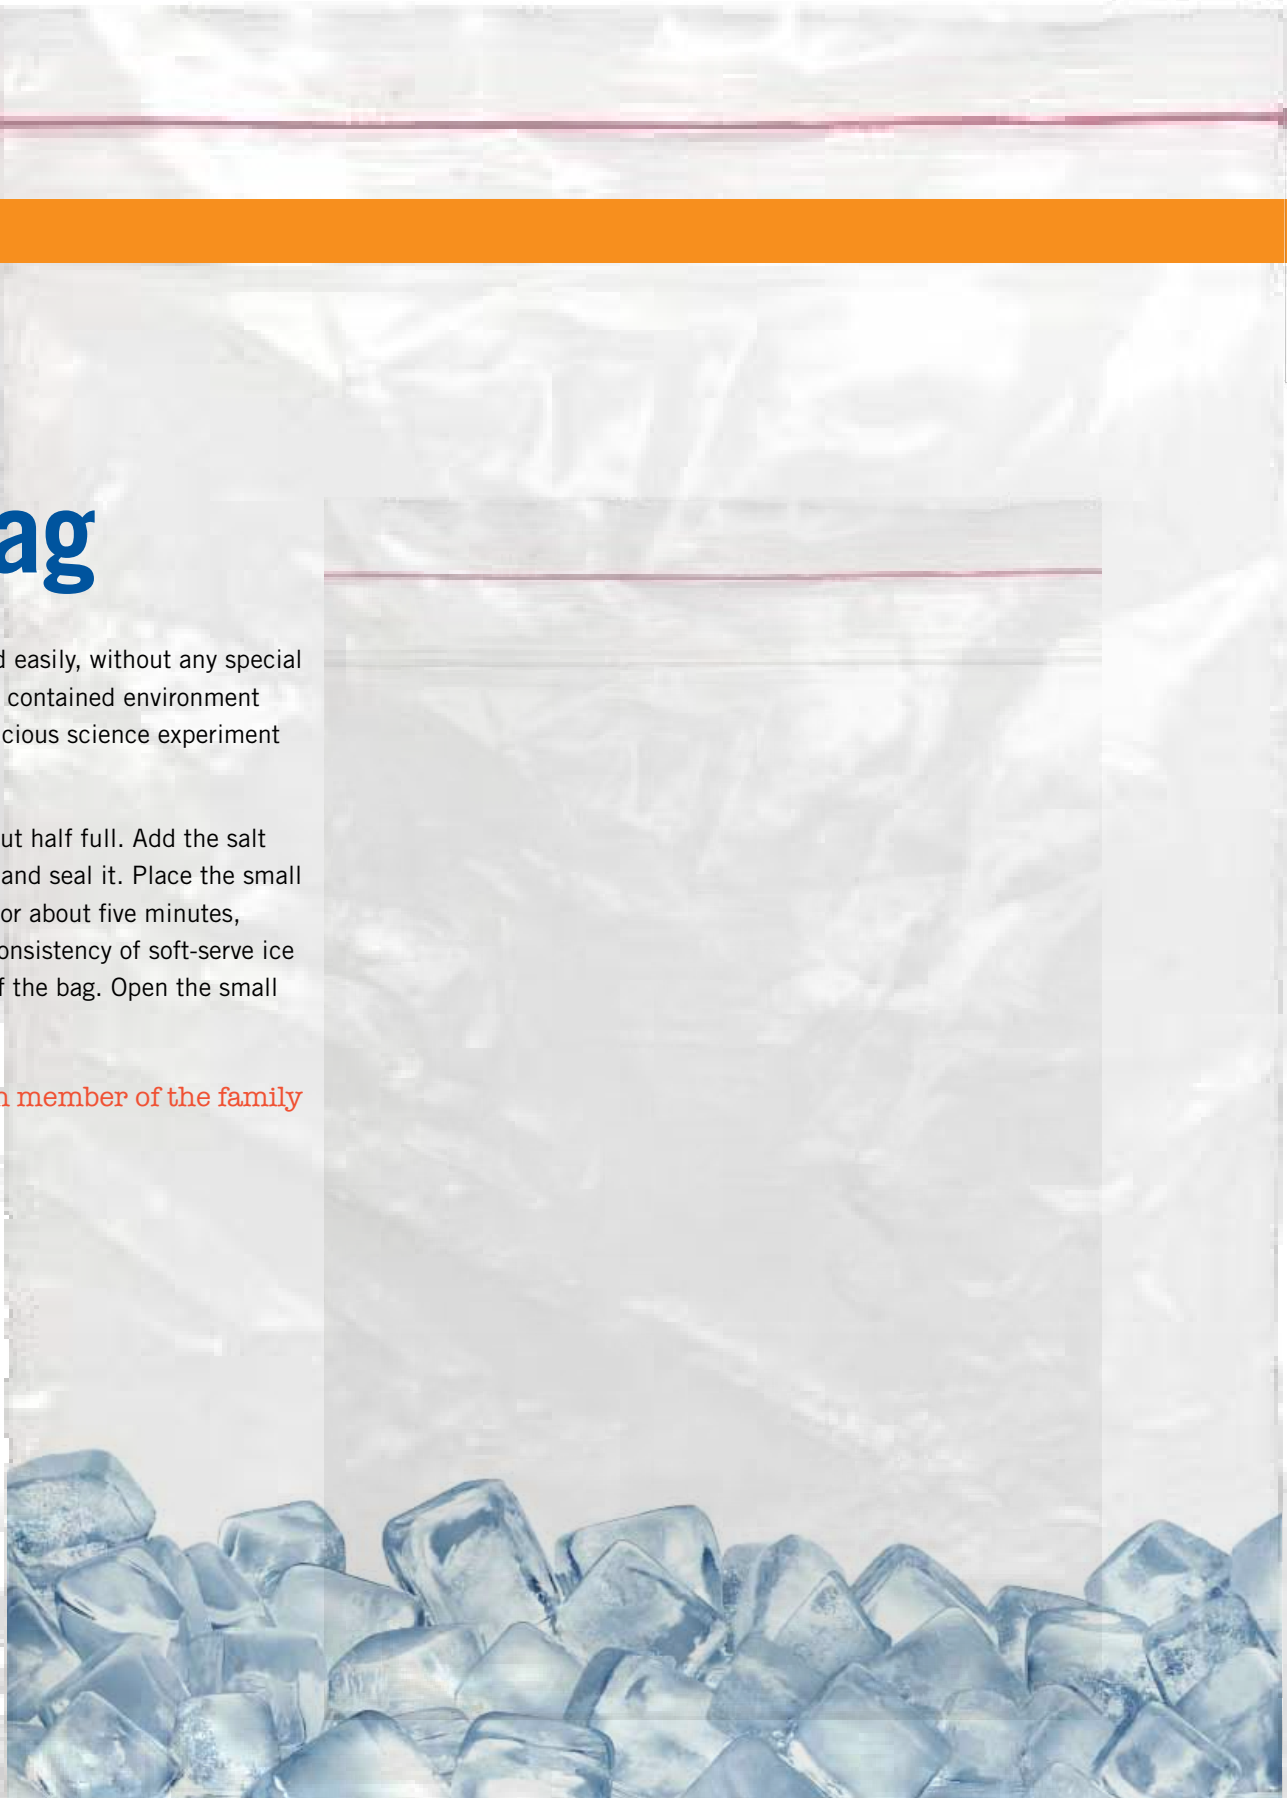 ag
easily, without any special
contained environment
cious science experiment
ut half full. Add the salt
and seal it. Place the small
or about five minutes,
onsistency of soft-serve ice
f the bag. Open the small
member of the family